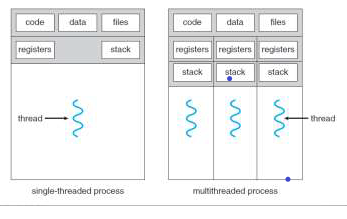 code data files code data files
registers stack registers registers registers
stack stack stack
thread thread
single-threaded process multithreaded process